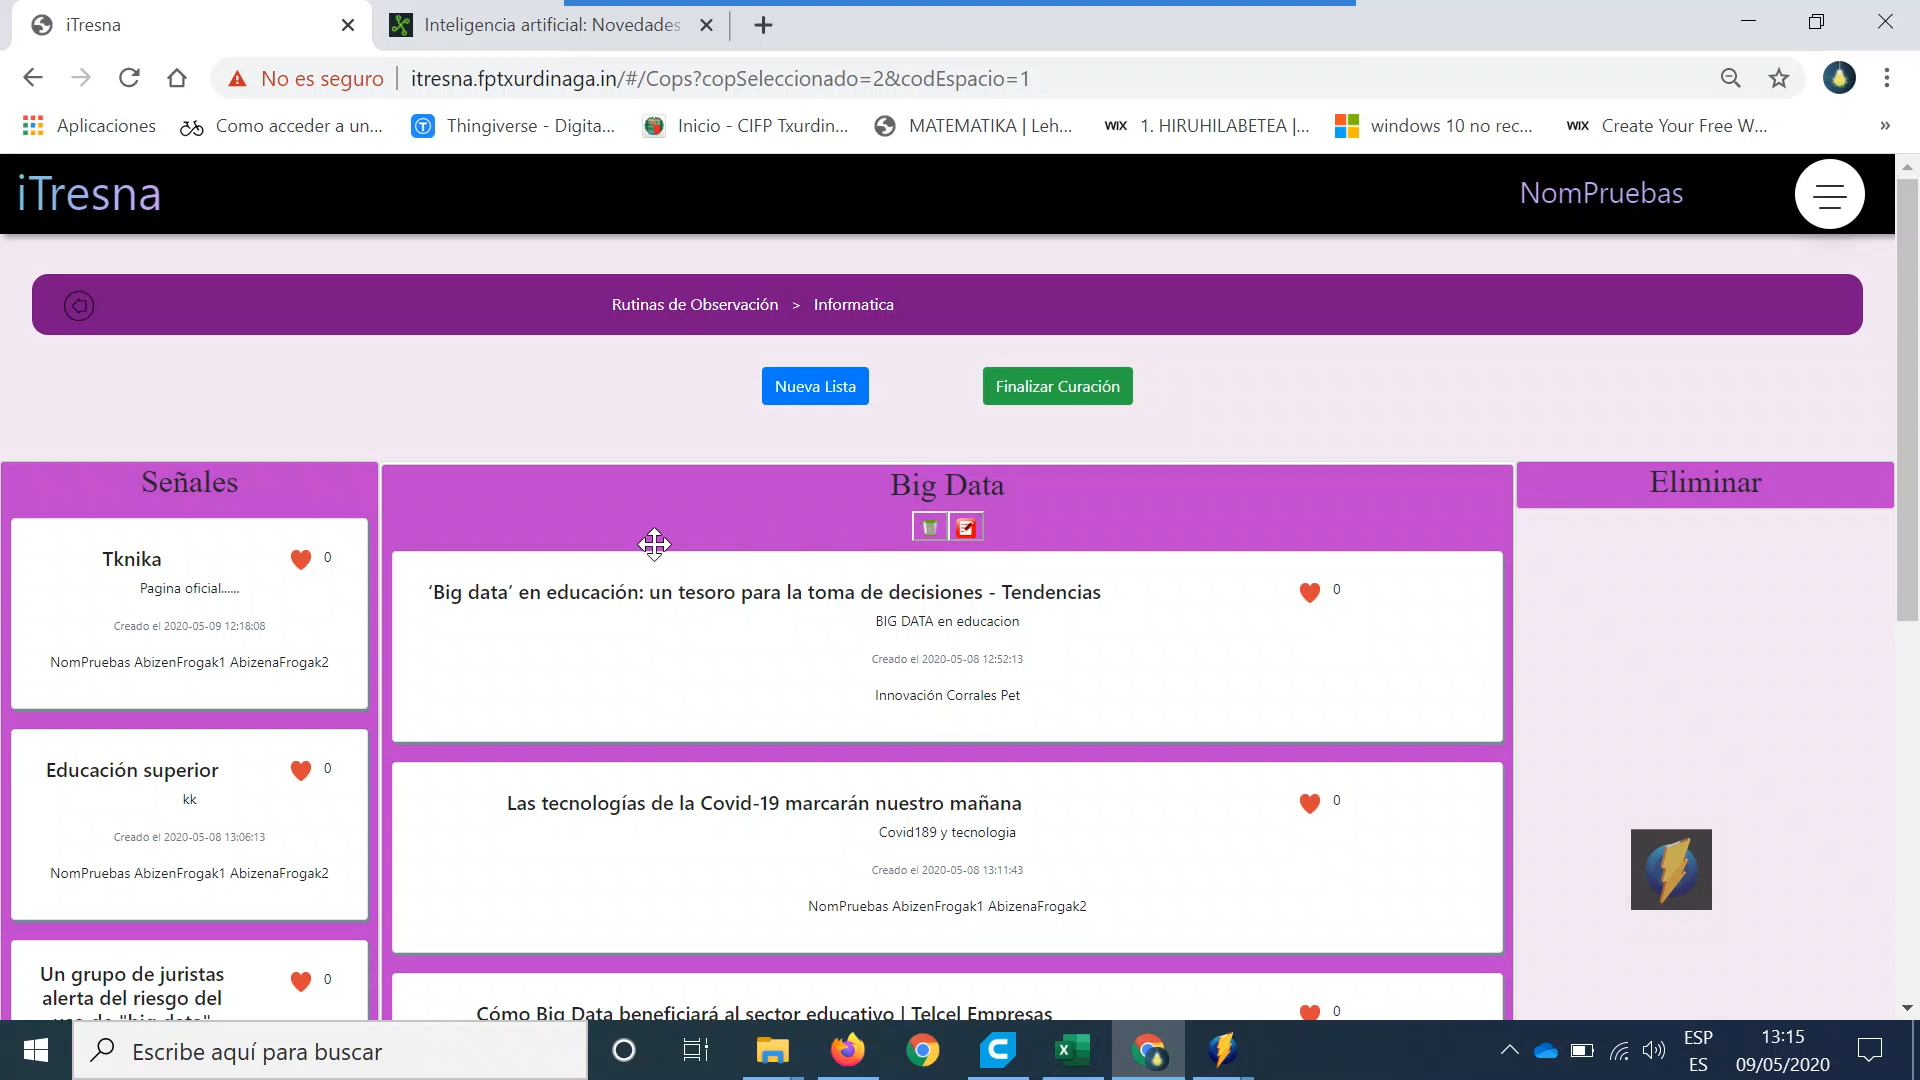 iTresna
Inteligencia artificial: Novedades
No es seguro
itresna.fptxurdinaga.in/#/Cops?copSeleccionado=2&codEspacio=1
Aplicaciones
Como acceder a un...
Thingiverse - Digita...
Inicio - CIFP Txurdin...
MATEMATIKA | Leh...
WIX
1. HIRUHILABETEA |...
windows 10 no rec...
WIX
Create Your Free W...
»
iTresna
NomPruebas
Rutinas de Observación > Informatica
Nueva Lista
Finalizar Curación
Señales
Tknika
0
Pagina oficial......
Creado el 2020-05-09 12:18:08
NomPruebas AbizenFrogak1 AbizenaFrogak2
Educación superior
0
kk
Creado el 2020-05-08 13:06:13
NomPruebas AbizenFrogak1 AbizenaFrogak2
Un grupo de juristas
alerta del riesgo del
uso de "big data"
0
Big Data
‘Big data’ en educación: un tesoro para la toma de decisiones - Tendencias
0
BIG DATA en educacion
Creado el 2020-05-08 12:52:13
Innovación Corrales Pet
Las tecnologías de la Covid-19 marcarán nuestro mañana
0
Covid189 y tecnologia
Creado el 2020-05-08 13:11:43
NomPruebas AbizenFrogak1 AbizenaFrogak2
Cómo Big Data beneficiará al sector educativo | Telcel Empresas
0
Eliminar
Escribe aquí para buscar
ESP
ES
13:15
09/05/2020